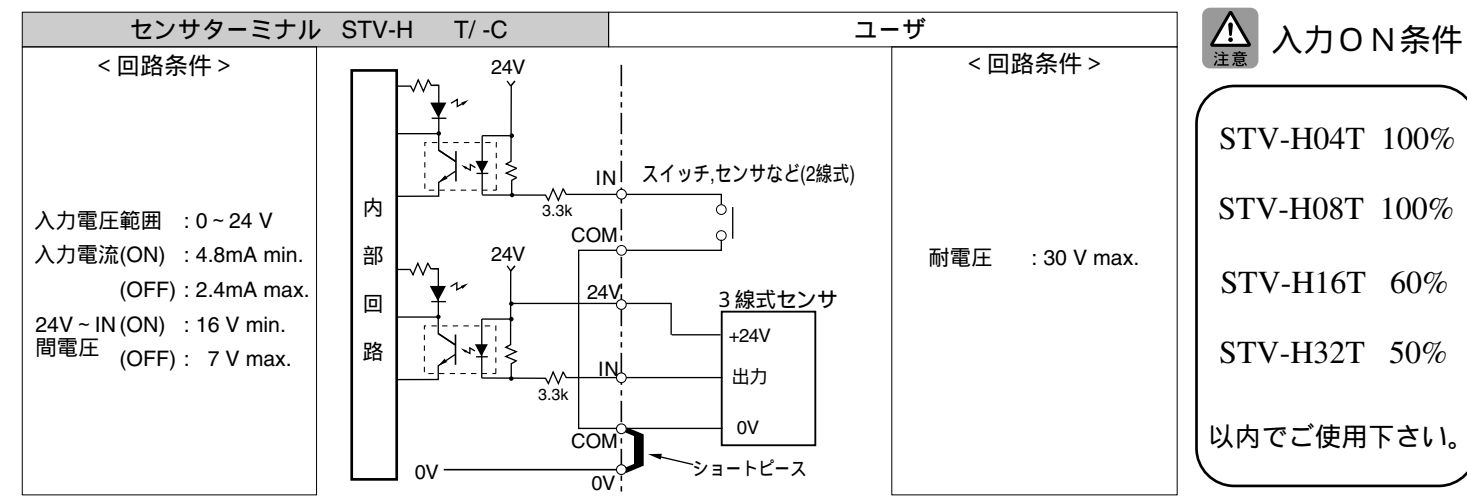 センサターミナル STV-H T/ -C
ユーザ
<回路条件>
入力電圧範囲 : 0~24 V
入力電流(ON) : 4.8mA min.
(OFF) : 2.4mA max.
24V~IN(ON) : 16 V min.
間電圧
(OFF) : 7 V max.
内部回路
24V
3.3k
IN
COM
スイッチ,センサなど(2線式)
24V
24V
3.3k
IN
COM
0V
0V
3線式センサ
+24V
出力
0V
ショートピース
<回路条件>
耐電圧 : 30 V max.
注意
入力ON条件
STV-H04T 100%
STV-H08T 100%
STV-H16T 60%
STV-H32T 50%
以内でご使用下さい。